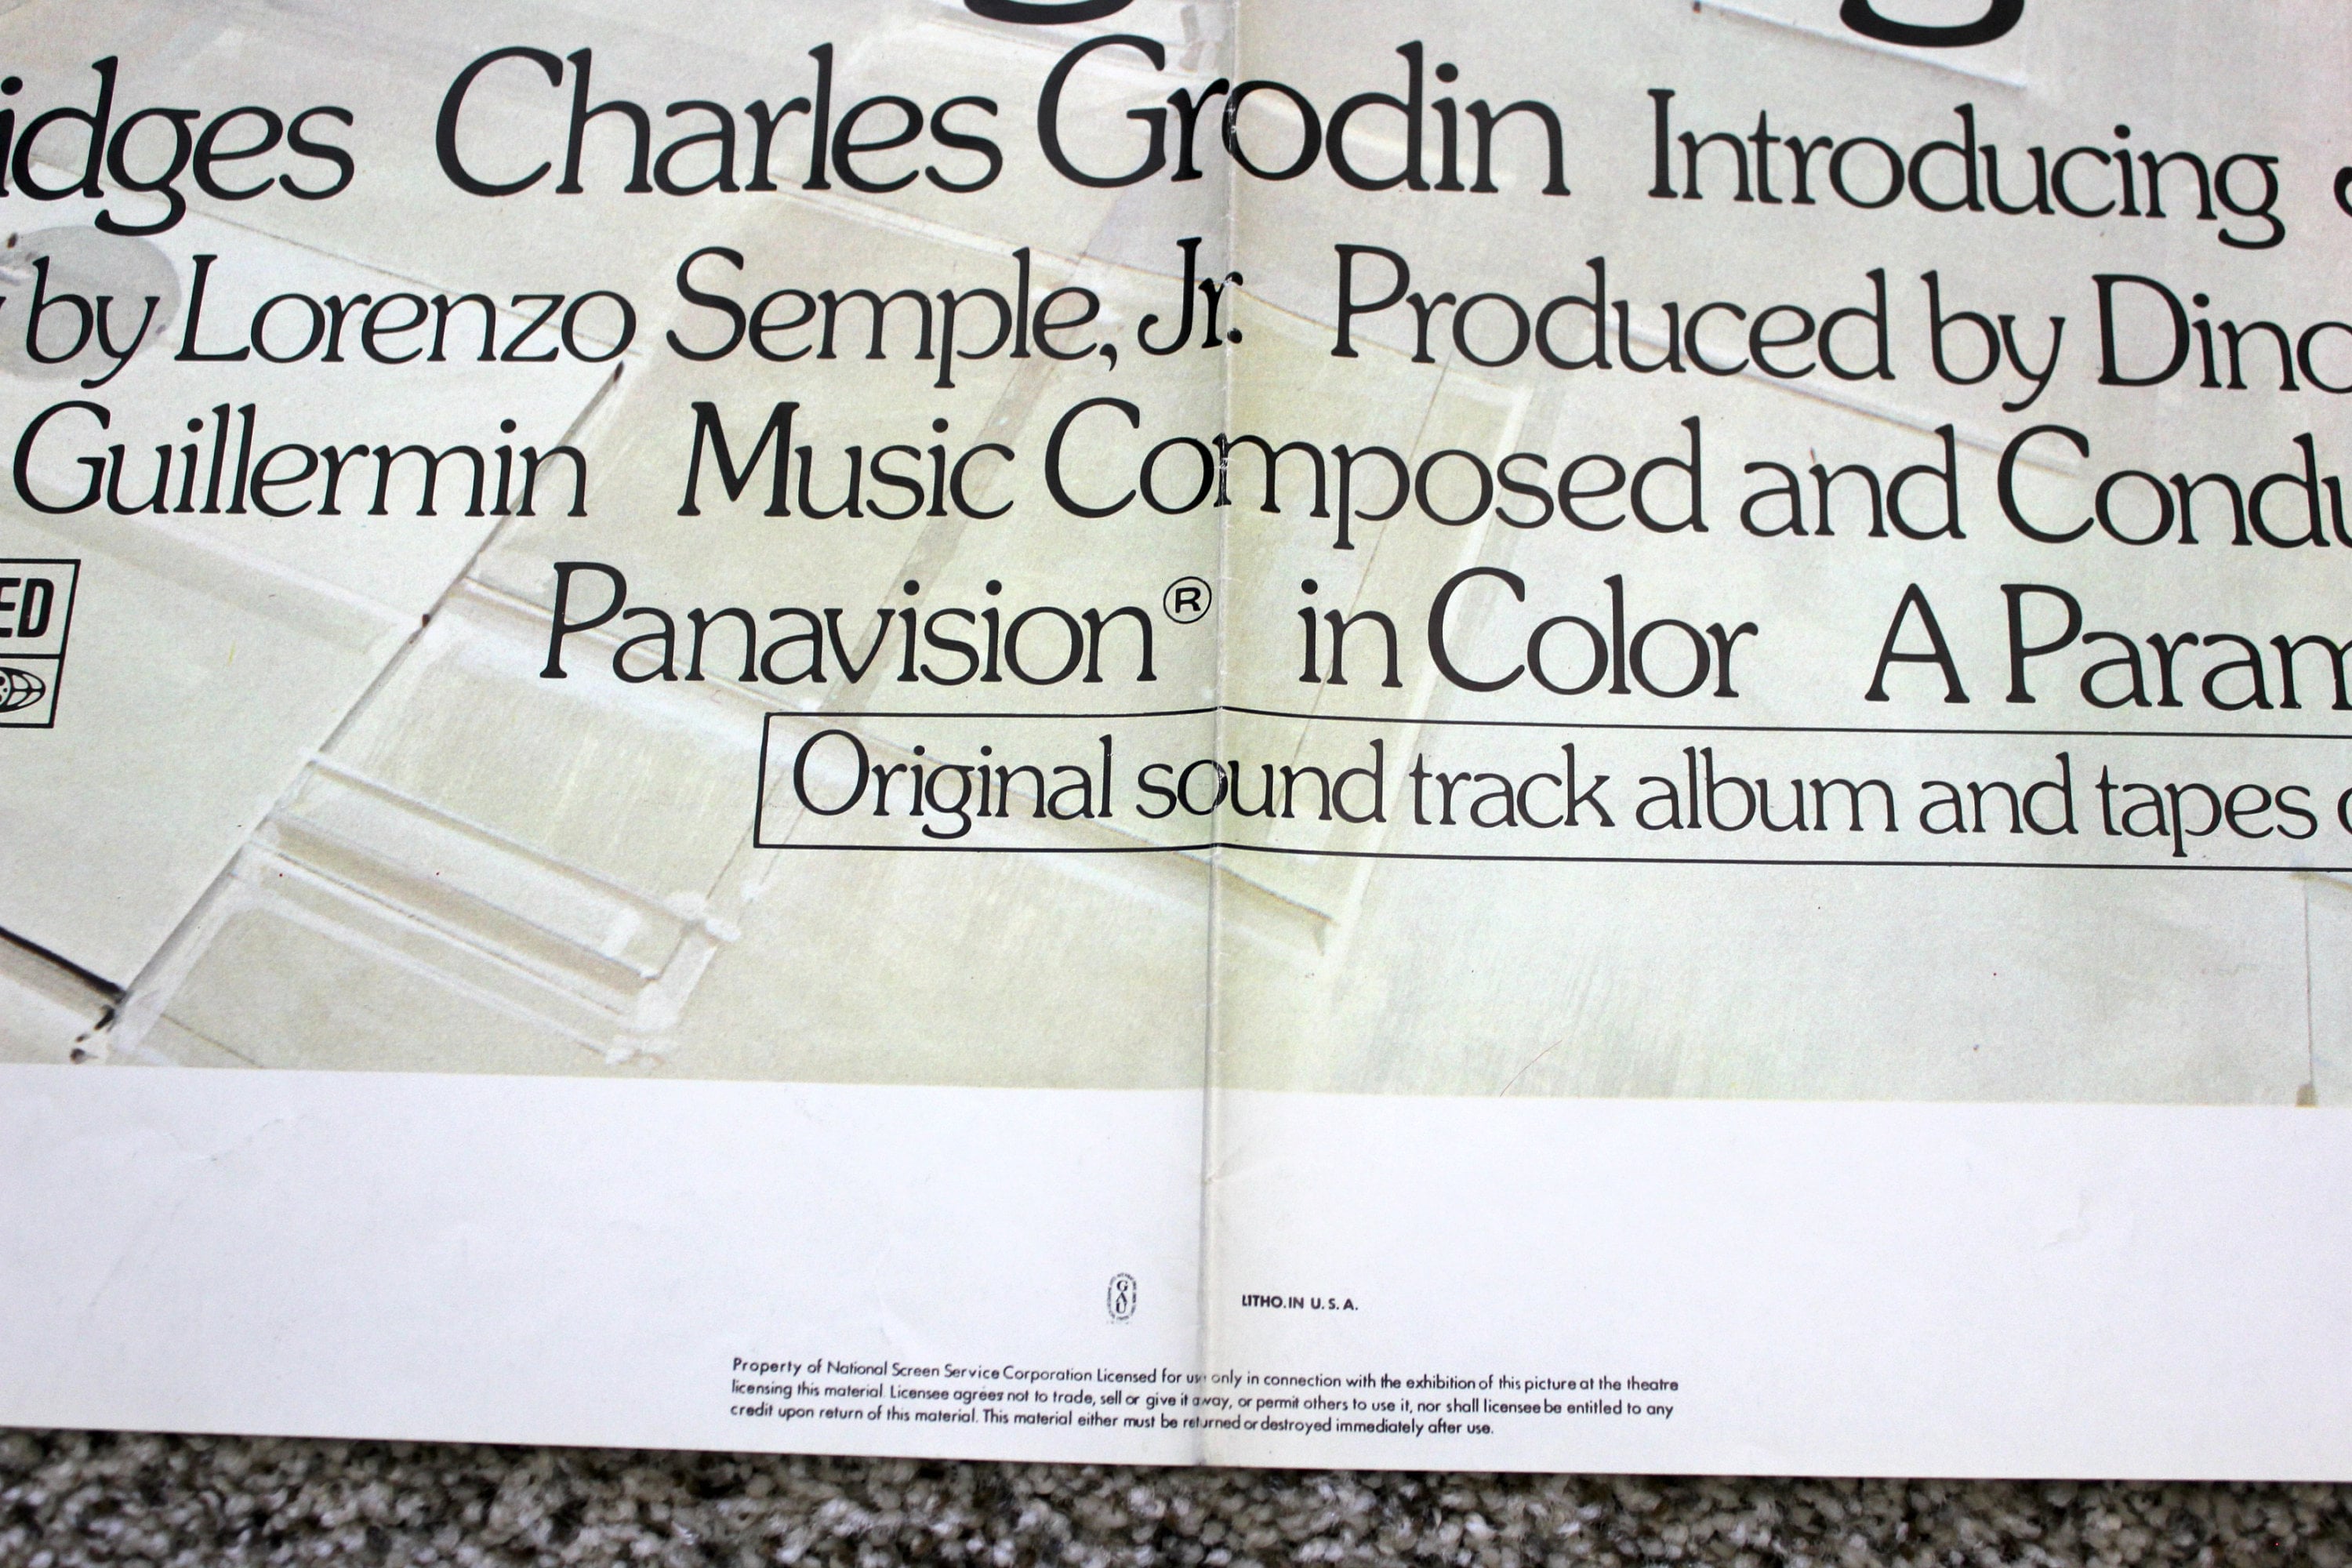 idges Charles Grodin Introducing
by Lorenzo Semple, Jr. Produced by Dino
Guillermin Music Composed and Condu
ED
Panavision® in Color A Param
Original sound track album and tapes
GAU
LITHO. IN U. S. A.
Property of National Screen Service Corporation Licensed for use only in connection with the exhibition of this picture at the theatre
licensing this material. Licensee agrees not to trade, sell or give it away, or permit others to use it, nor shall licensee be entitled to any
credit upon return of this material. This material either must be returned or destroyed immediately after use.